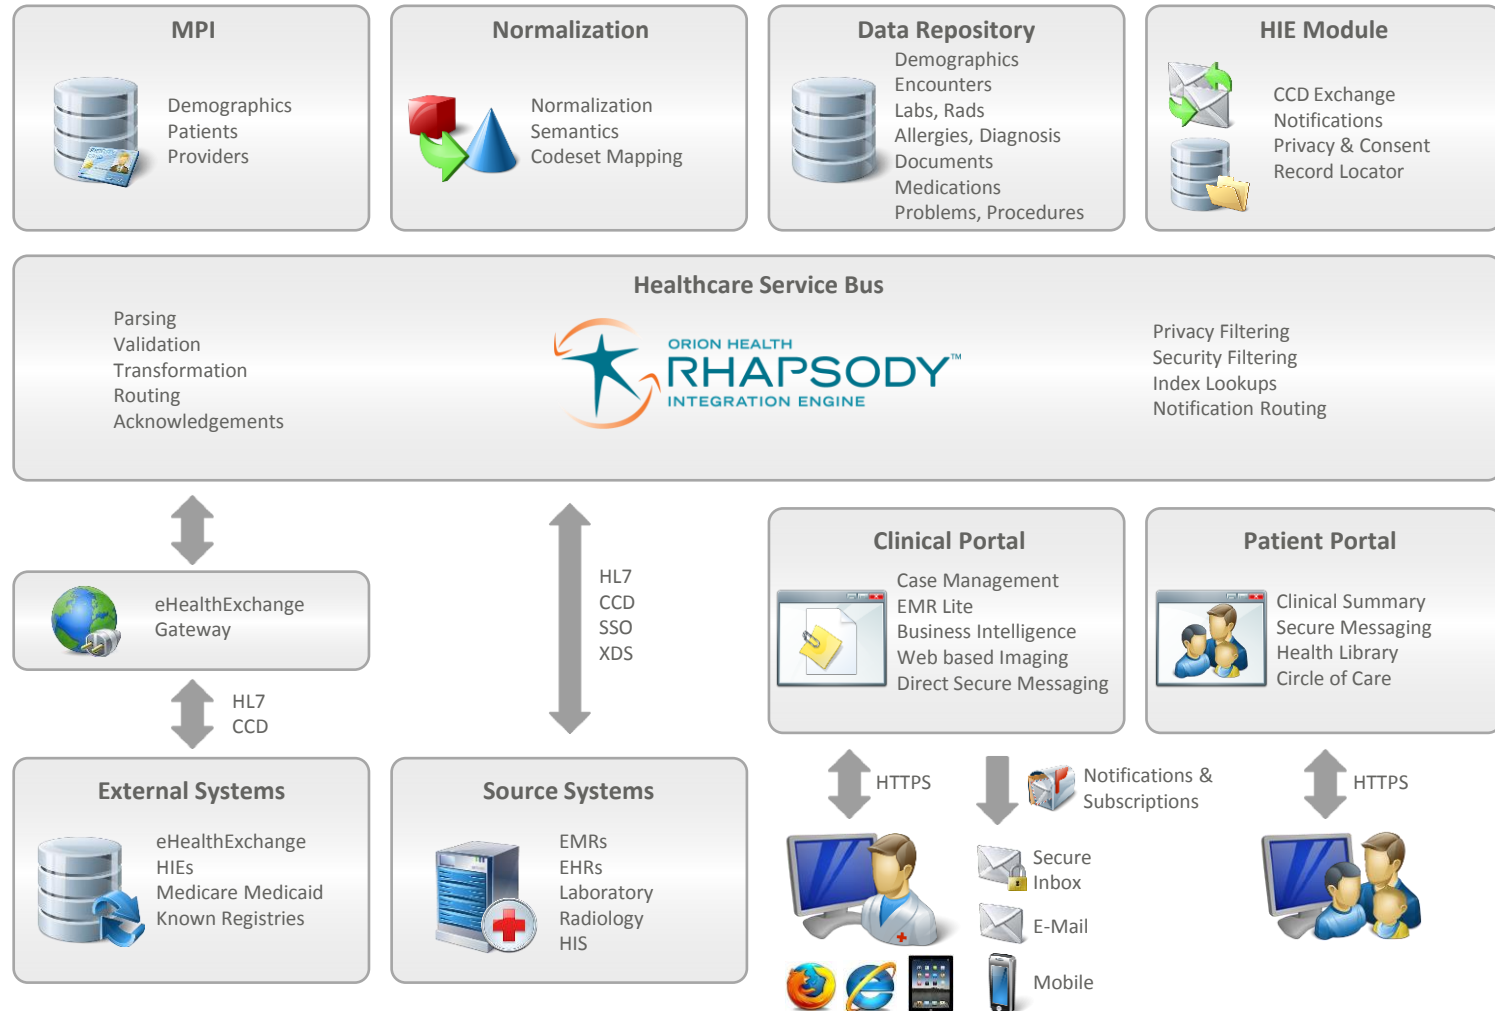 MPI
Demographics
Patients
Providers
Normalization
Normalization
Semantics
Codeset Mapping
Data Repository
Demographics
Encounters
Labs, Rads
Allergies, Diagnosis
Documents
Medications
Problems, Procedures
HIE Module
CCD Exchange
Notifications
Privacy & Consent
Record Locator
Healthcare Service Bus
Parsing
Validation
Transformation
Routing
Acknowledgements
ORION HEALTH
RHAPSODY™
INTEGRATION ENGINE
Privacy Filtering
Security Filtering
Index Lookups
Notification Routing
eHealthExchange
Gateway
HL7
CCD
HL7
CCD
SSO
XDS
Clinical Portal
Case Management
EMR Lite
Business Intelligence
Web based Imaging
Direct Secure Messaging
Patient Portal
Clinical Summary
Secure Messaging
Health Library
Circle of Care
External Systems
eHealthExchange
HIEs
Medicare Medicaid
Known Registries
Source Systems
EMRs
EHRs
Laboratory
Radiology
HIS
HTTPS
Notifications &
Subscriptions
Secure
Inbox
E-Mail
Mobile
HTTPS